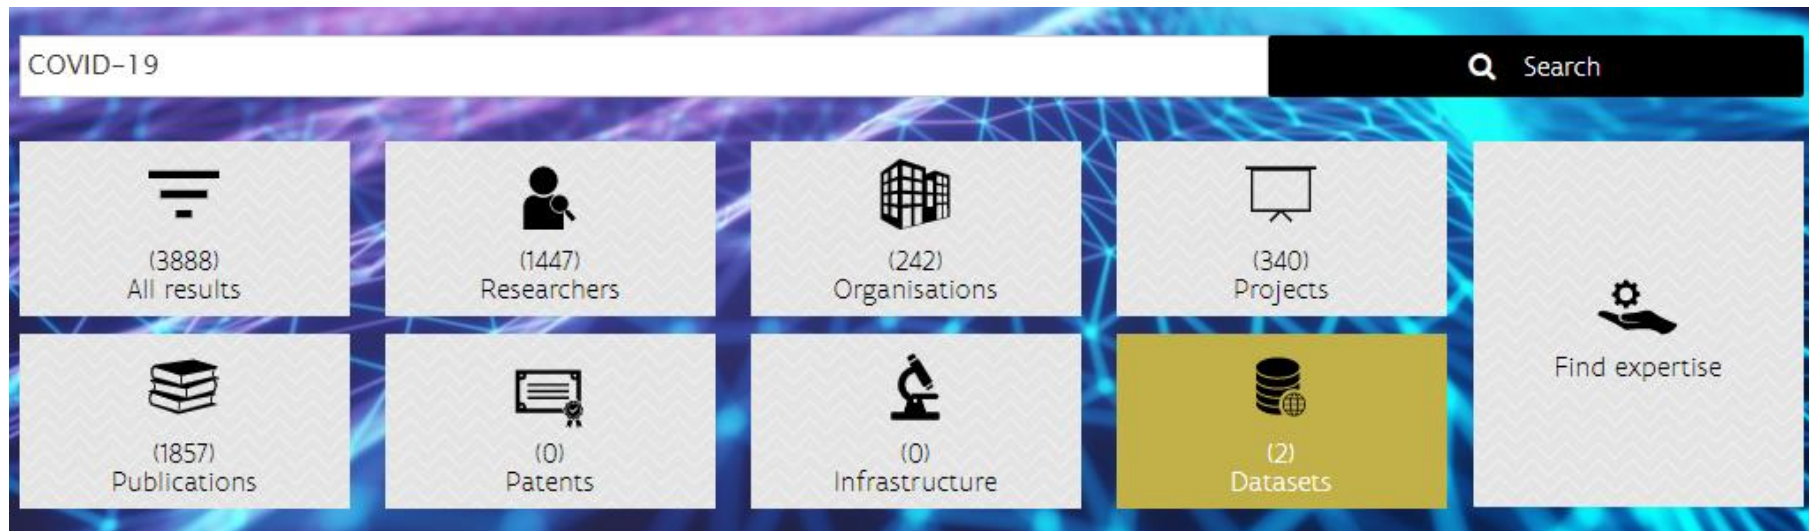 COVID-19
Search
(3888)
All results
(1447)
Researchers
(242)
Organisations
(340)
Projects
Find expertise
(1857)
Publications
(0)
Patents
(0)
Infrastructure
(2)
Datasets